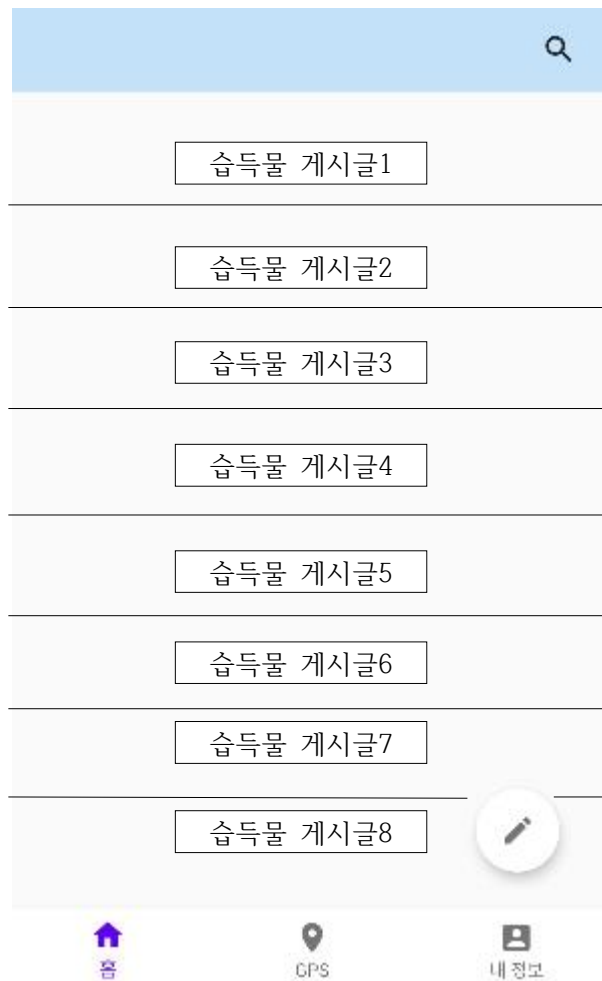 습득물 게시글1
습득물 게시글2
습득물 게시글3
습득물 게시글4
습득물 게시글5
습득물 게시글6
습득물 게시글7
습득물 게시글8
홈 GPS 내 정보